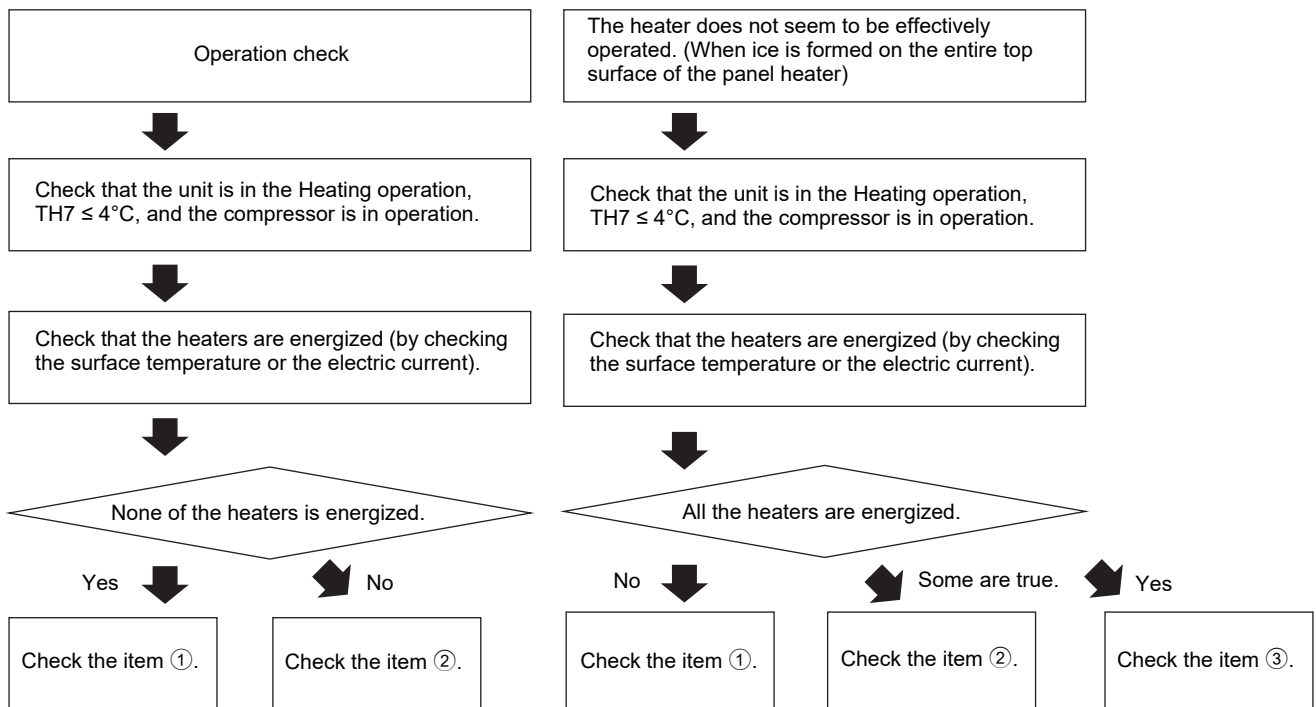 Operation check
Check that the unit is in the Heating operation,
TH7 ≤ 4°C, and the compressor is in operation.
Check that the heaters are energized (by checking
the surface temperature or the electric current).
None of the heaters is energized.
Yes
No
Check the item ①.
Check the item ②.
The heater does not seem to be effectively
operated. (When ice is formed on the entire top
surface of the panel heater)
Check that the unit is in the Heating operation,
TH7 ≤ 4°C, and the compressor is in operation.
Check that the heaters are energized (by checking
the surface temperature or the electric current).
All the heaters are energized.
No
Some are true.
Yes
Check the item ①.
Check the item ②.
Check the item ③.